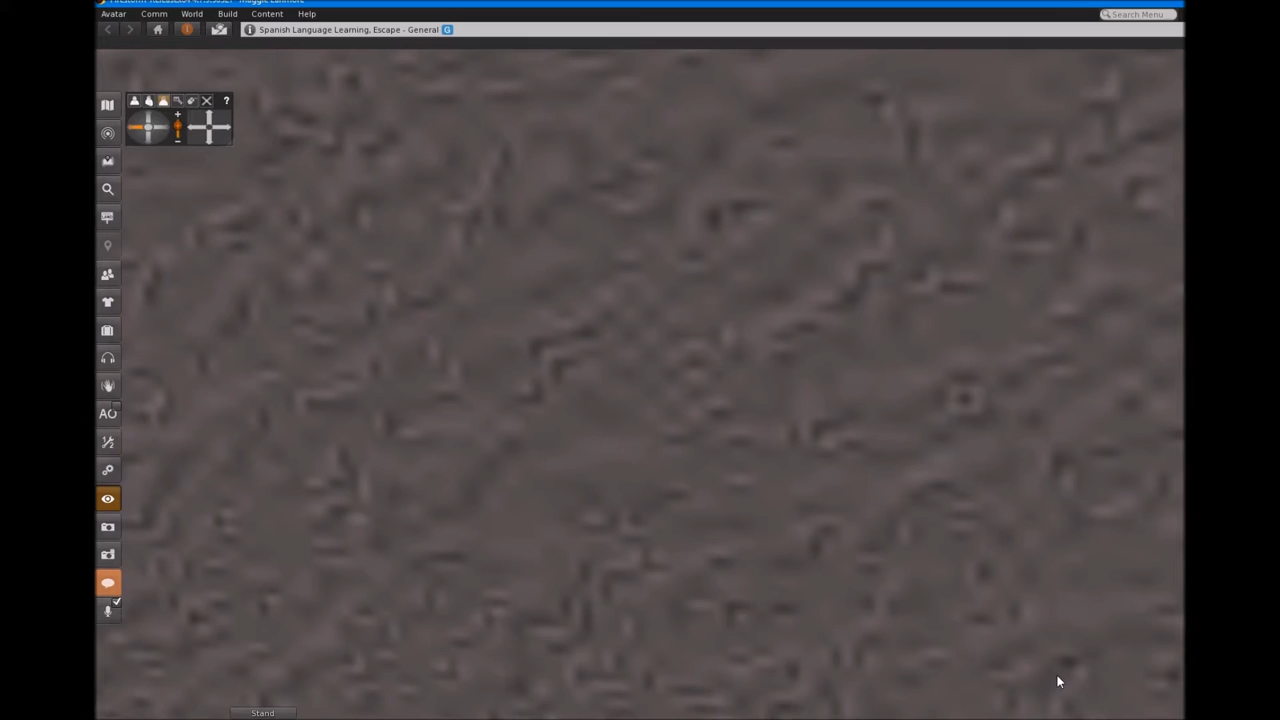 Avatar Comm World Build Content Help
Search Menu
Spanish Language Learning, Escape - General G
?
AO
Stand